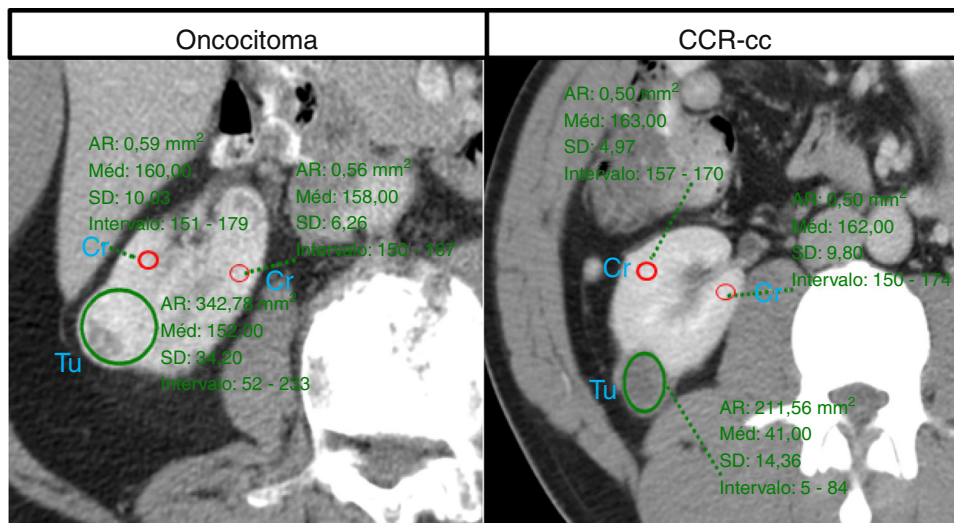 Oncocitoma
AR: 0,59 mm²
Méd: 160,00
SD: 10,03
Intervalo: 151 - 179
Cr
AR: 0,56 mm²
Méd: 158,00
SD: 6,26
Intervalo: 150 - 167
Cr
AR: 342,78 mm²
Méd: 152,00
SD: 34,20
Intervalo: 52 - 233
Tu
CCR-cc
AR: 0,50 mm²
Méd: 163,00
SD: 4,97
Intervalo: 157 - 170
Cr
AR: 0,50 mm²
Méd: 162,00
SD: 9,80
Intervalo: 150 - 174
Cr
Tu
AR: 211,56 mm²
Méd: 41,00
SD: 14,36
Intervalo: 5 - 84